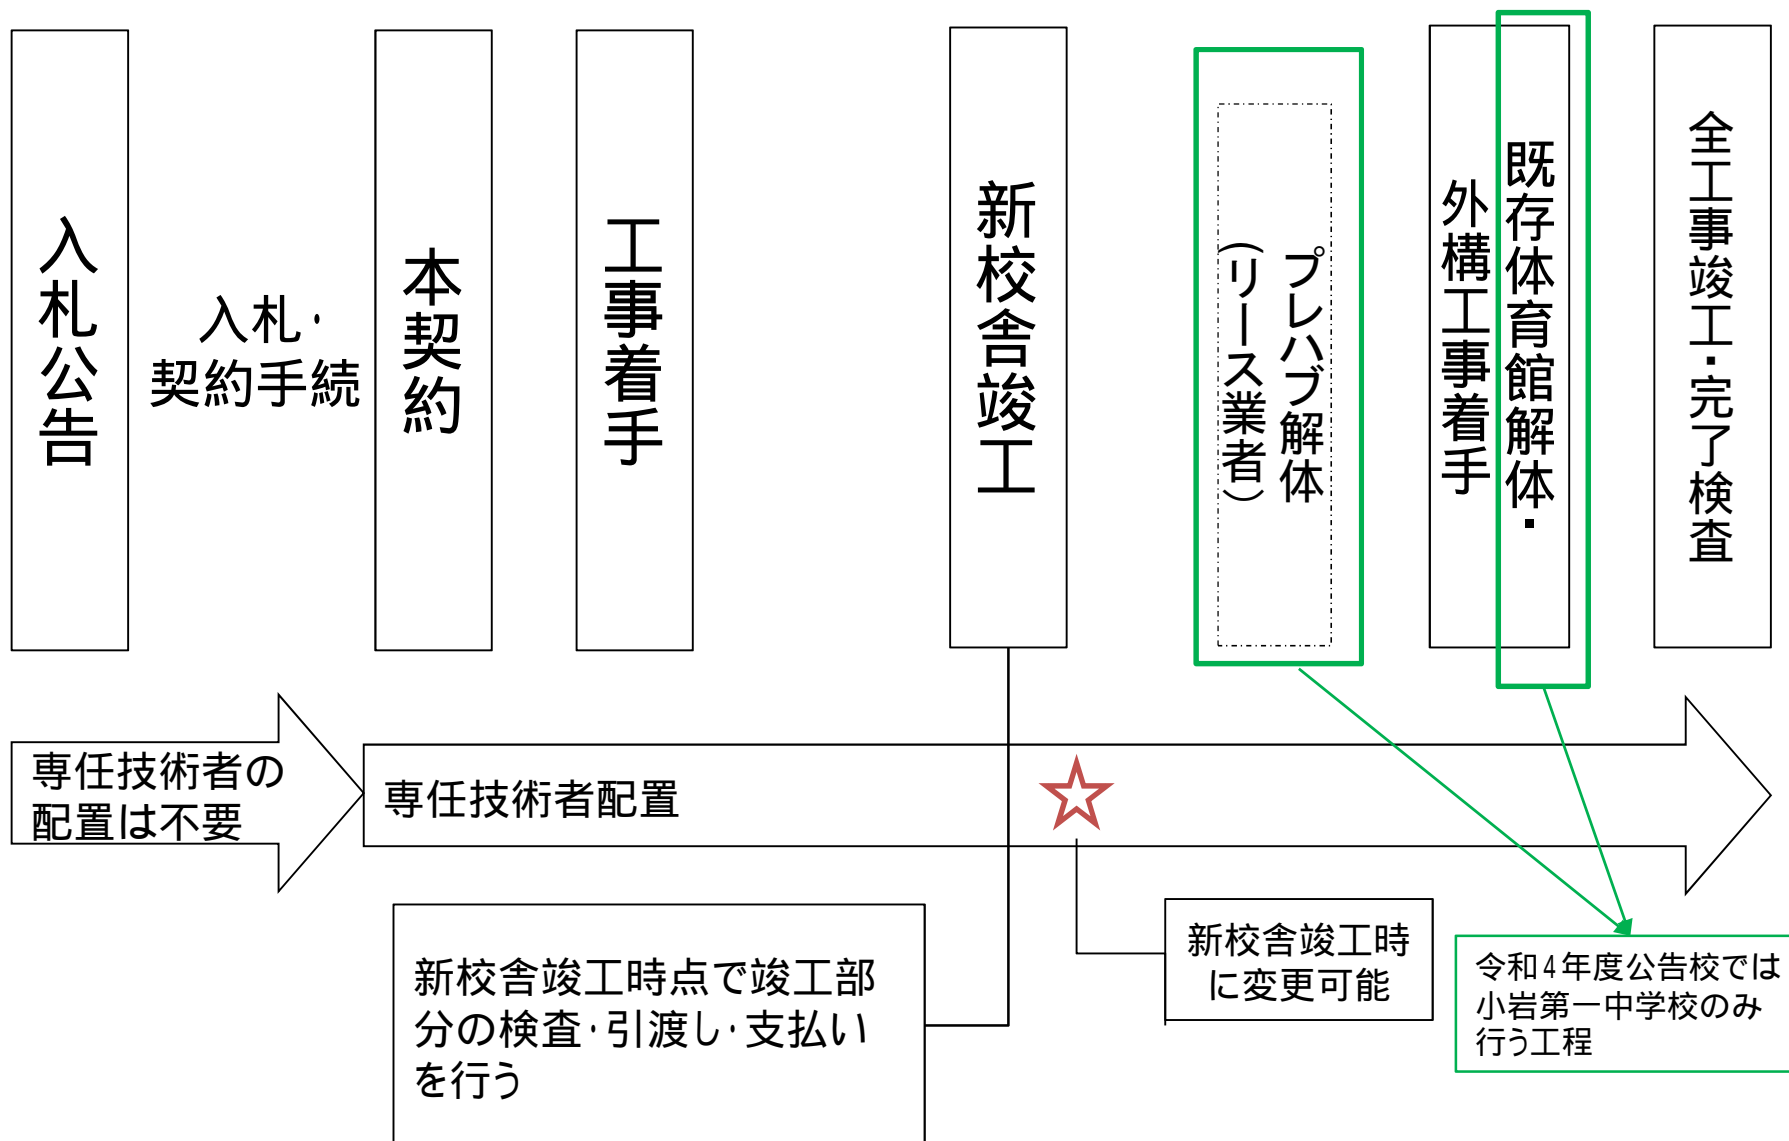 入札公告
入札・
契約手続
本契約
工事着手
新校舎竣工
プレハブ解体
(リース業者)
既存体育館解体・
外構工事着手
全工事竣工・完了検査
専任技術者の
配置は不要
専任技術者配置
新校舎竣工時点で竣工部
分の検査・引渡し・支払い
を行う
新校舎竣工時
に変更可能
令和4年度公告校では
小岩第一中学校のみ
行う工程